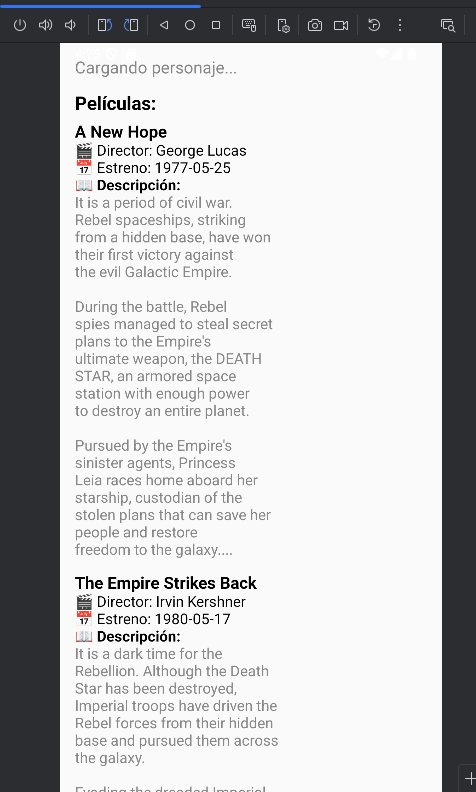 Cargando personaje...
Películas:
A New Hope
🎬 Director: George Lucas
📅 Estreno: 1977-05-25
📖 Descripción:
It is a period of civil war.
Rebel spaceships, striking
from a hidden base, have won
their first victory against
the evil Galactic Empire.
During the battle, Rebel
spies managed to steal secret
plans to the Empire's
ultimate weapon, the DEATH
STAR, an armored space
station with enough power
to destroy an entire planet.
Pursued by the Empire's
sinister agents, Princess
Leia races home aboard her
starship, custodian of the
stolen plans that can save her
people and restore
freedom to the galaxy....
The Empire Strikes Back
🎬 Director: Irvin Kershner
📅 Estreno: 1980-05-17
📖 Descripción:
It is a dark time for the
Rebellion. Although the Death
Star has been destroyed,
Imperial troops have driven the
Rebel forces from their hidden
base and pursued them across
the galaxy.
Evading the dreaded Imperial